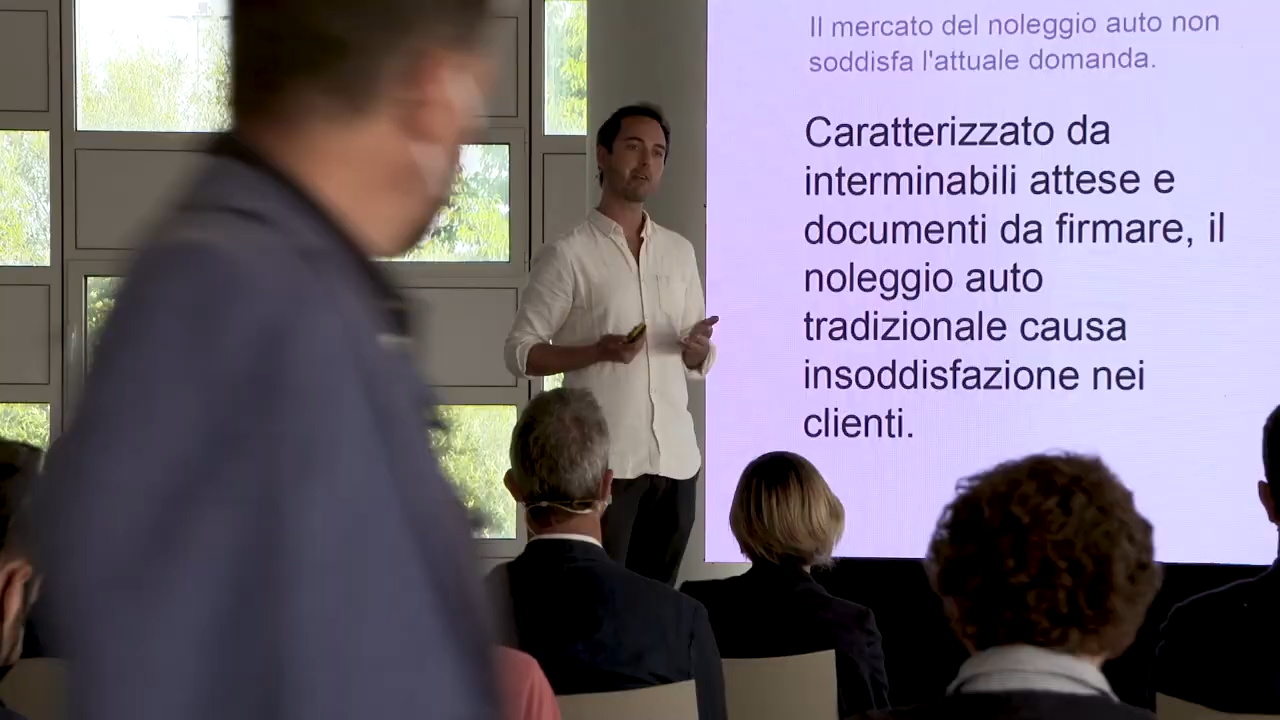 Il mercato del noleggio auto non
soddisfa l'attuale domanda.
Caratterizzato da
interminabili attese e
documenti da firmare, il
noleggio auto
tradizionale causa
insoddisfazione nei
clienti.